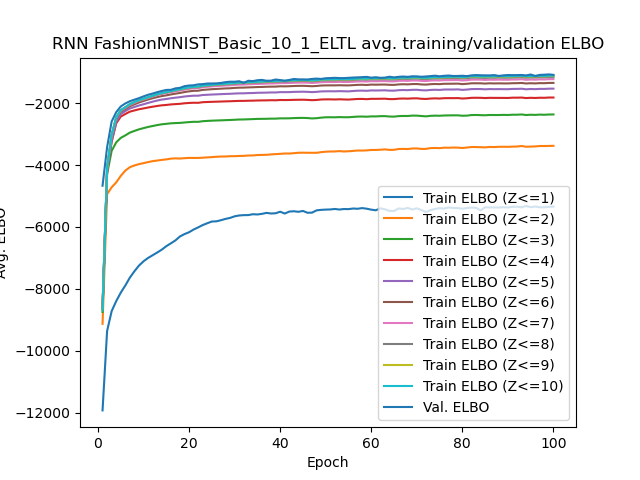 RNN FashionMNIST_Basic_10_1_ELTL avg. training/validation ELBO
Avg. ELBO
−2000
−4000
−6000
−8000
−10000
−12000
Train ELBO (Z<=1)
Train ELBO (Z<=2)
Train ELBO (Z<=3)
Train ELBO (Z<=4)
Train ELBO (Z<=5)
Train ELBO (Z<=6)
Train ELBO (Z<=7)
Train ELBO (Z<=8)
Train ELBO (Z<=9)
Train ELBO (Z<=10)
Val. ELBO
0 20 40 60 80 100
Epoch